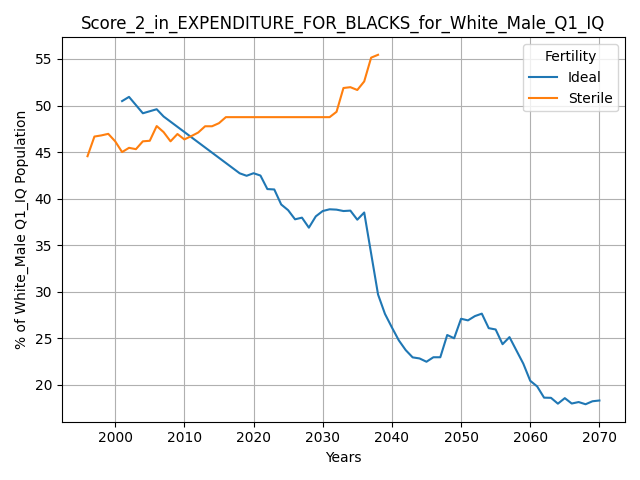 Score_2_in_EXPENDITURE_FOR_BLACKS_for_White_Male_Q1_IQ
Fertility
Ideal
Sterile
% of White_Male Q1_IQ Population
55
50
45
40
35
30
25
20
2000 2010 2020 2030 2040 2050 2060 2070
Years